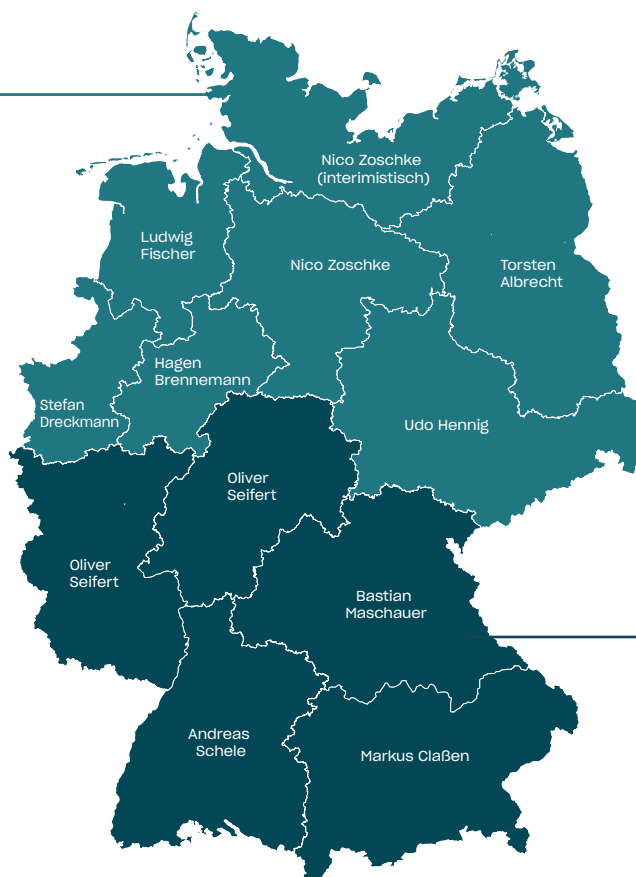 Nico Zoschke
(interimistisch)
Ludwig
Fischer
Nico Zoschke
Torsten
Albrecht
Hagen
Brennemann
Stefan
Dreckmann
Udo Hennig
Oliver
Seifert
Oliver
Seifert
Bastian
Maschauer
Andreas
Schele
Markus Claßen